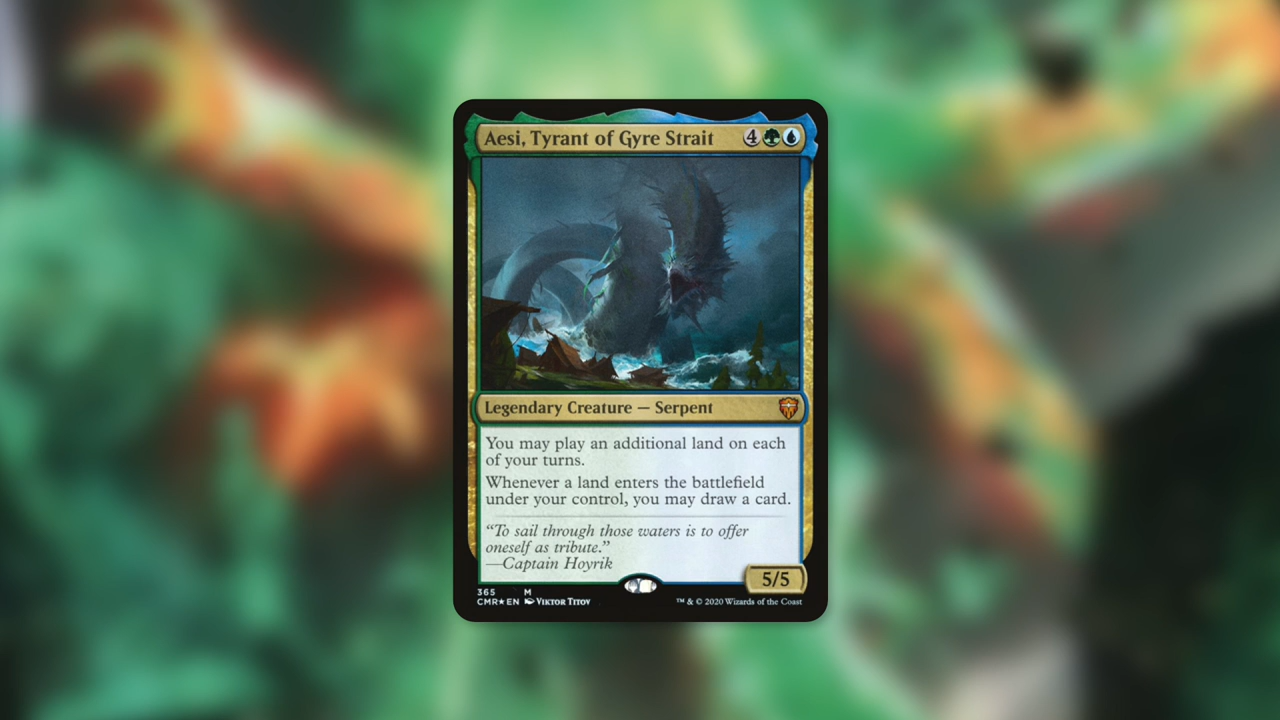 Aesi, Tyrant of Gyre Strait 4
Legendary Creature — Serpent
You may play an additional land on each
of your turns.
Whenever a land enters the battlefield
under your control, you may draw a card.
“To sail through those waters is to offer
oneself as tribute.”
—Captain Hoyrik
5/5
365 M
CMR★EN Viktor Titov ™ & © 2020 Wizards of the Coast